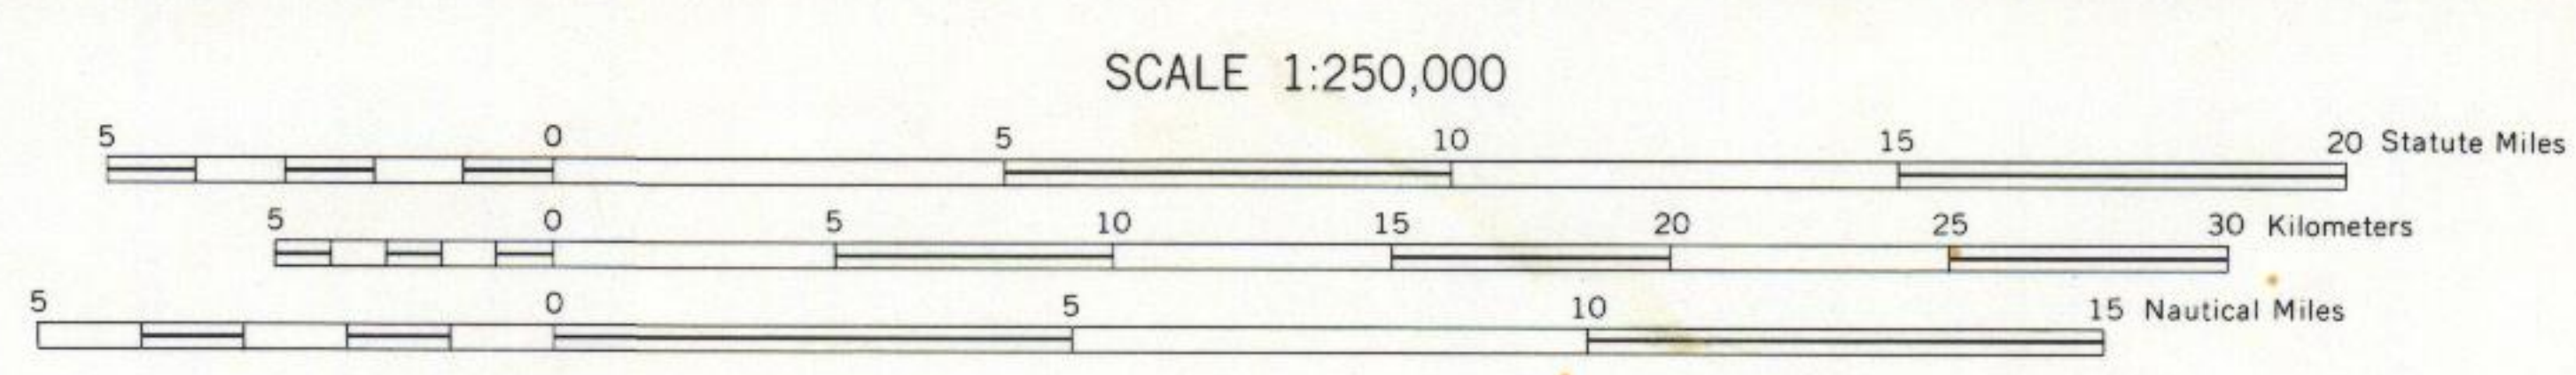 SCALE 1:250,000
5 0 5 10 15 20 Statute Miles
5 0 5 10 15 20 25 30 Kilometers
5 0 5 10 15 Nautical Miles